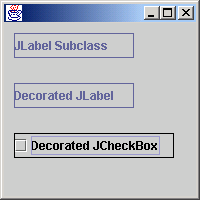 JLabel Subclass
Decorated JLabel
Decorated JCheckBox